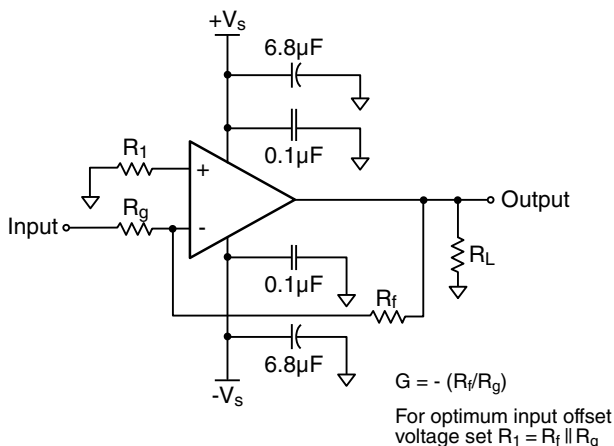 +Vs
6.8µF
R1
+
0.1µF
Input
Rg
-
Output
0.1µF
RL
Rf
6.8µF
-Vs
G = - (Rf/Rg)
For optimum input offset
voltage set R1 = Rf || Rg